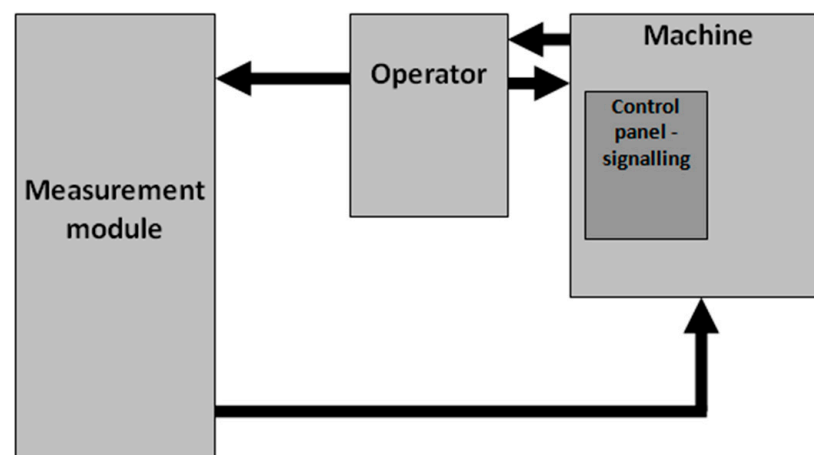 Measurement
module
Operator
Machine
Control
panel -
signalling